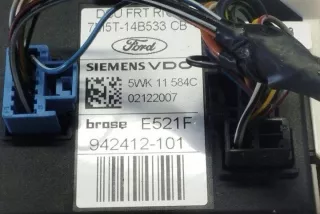 DCU FRT RH
7M5T-14B533 CB
Ford
SIEMENS VDO
5WK 11 584C
02122007
brose E521F
942412-101